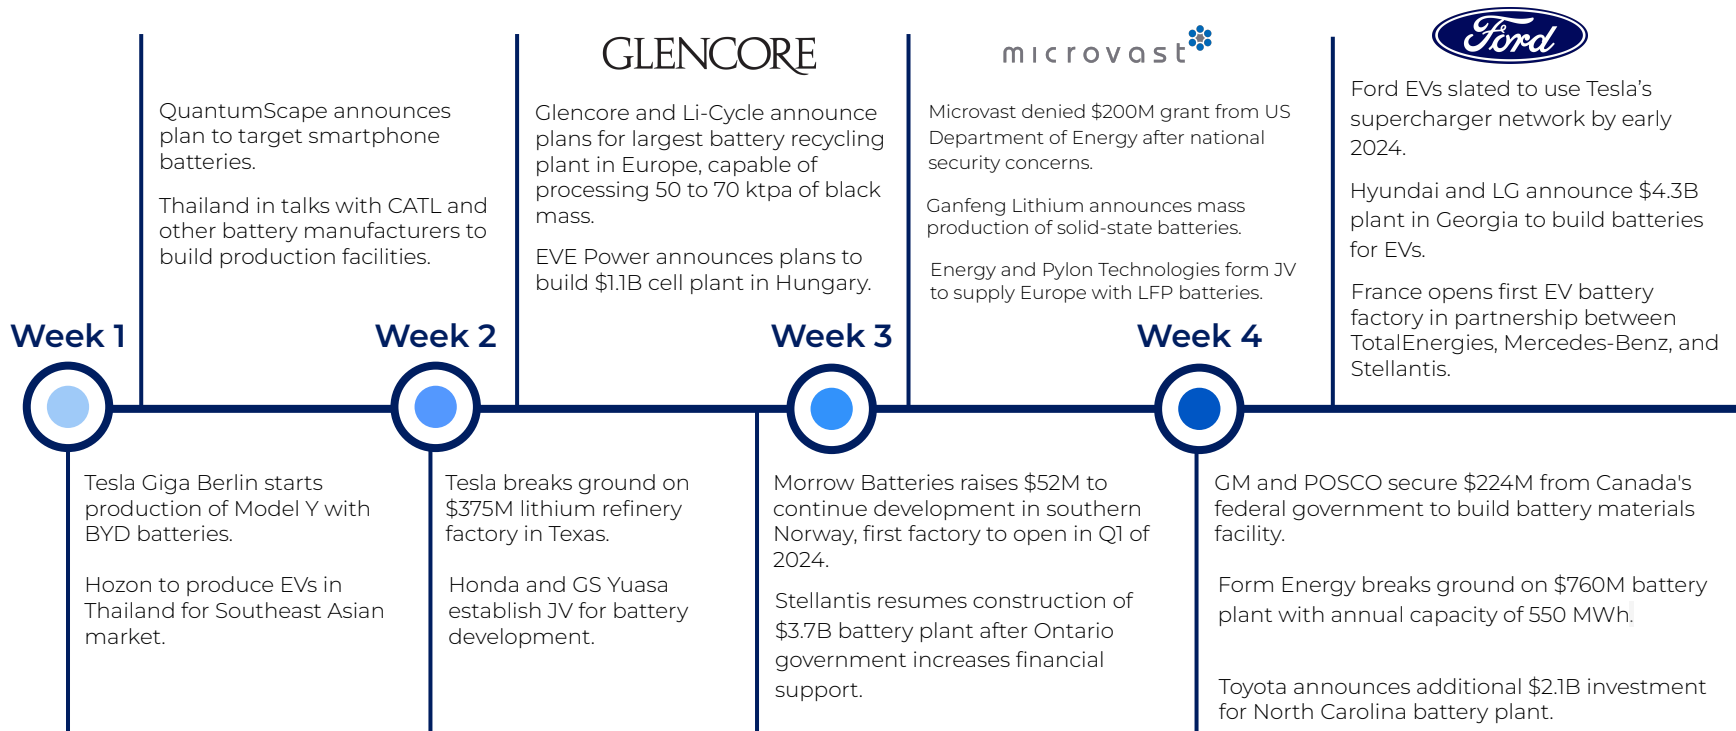 Week 1
QuantumScape announces
plan to target smartphone
batteries.
Thailand in talks with CATL and
other battery manufacturers to
build production facilities.
Tesla Giga Berlin starts
production of Model Y with
BYD batteries.
Hozon to produce EVs in
Thailand for Southeast Asian
market.
Week 2
GLENCORE
Glencore and Li-Cycle announce
plans for largest battery recycling
plant in Europe, capable of
processing 50 to 70 ktpa of black
mass.
EVE Power announces plans to
build $1.1B cell plant in Hungary.
Tesla breaks ground on
$375M lithium refinery
factory in Texas.
Honda and GS Yuasa
establish JV for battery
development.
Week 3
microvast
Microvast denied $200M grant from US
Department of Energy after national
security concerns.
Ganfeng Lithium announces mass
production of solid-state batteries.
Energy and Pylon Technologies form JV
to supply Europe with LFP batteries.
Morrow Batteries raises $52M to
continue development in southern
Norway, first factory to open in Q1 of
2024.
Stellantis resumes construction of
$3.7B battery plant after Ontario
government increases financial
support.
Week 4
Ford
Ford EVs slated to use Tesla’s
supercharger network by early
2024.
Hyundai and LG announce $4.3B
plant in Georgia to build batteries
for EVs.
France opens first EV battery
factory in partnership between
TotalEnergies, Mercedes-Benz, and
Stellantis.
GM and POSCO secure $224M from Canada's
federal government to build battery materials
facility.
Form Energy breaks ground on $760M battery
plant with annual capacity of 550 MWh.
Toyota announces additional $2.1B investment
for North Carolina battery plant.